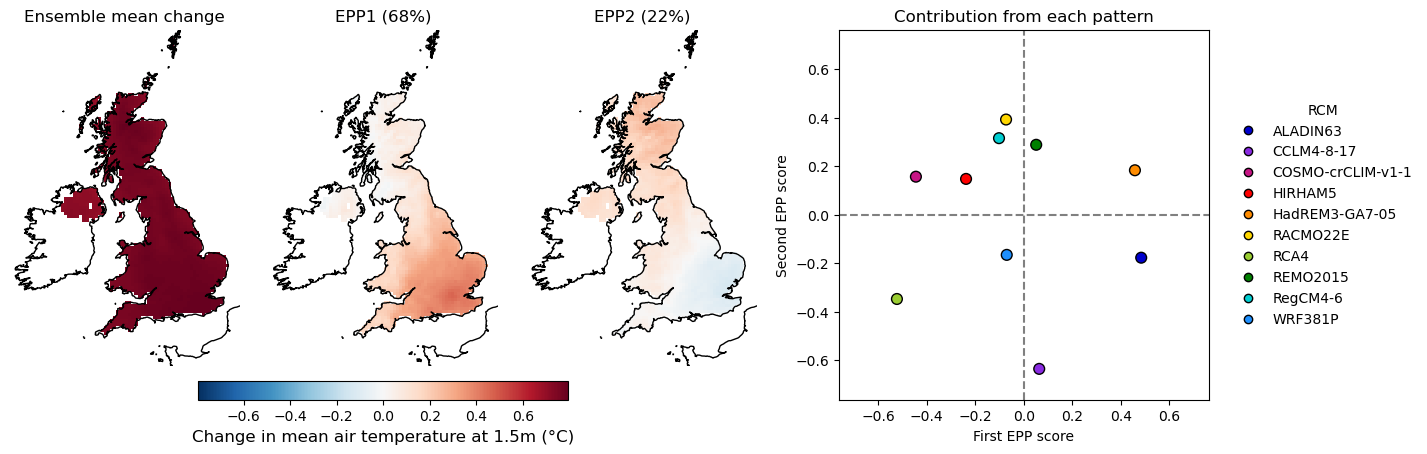 Ensemble mean change
EPP1 (68%)
EPP2 (22%)
Contribution from each pattern
0.6
0.4
0.2
0.0
−0.2
−0.4
−0.6
Second EPP score
−0.6 −0.4 −0.2 0.0 0.2 0.4 0.6
First EPP score
RCM
ALADIN63
CCLM4-8-17
COSMO-crCLIM-v1-1
HIRHAM5
HadREM3-GA7-05
RACMO22E
RCA4
REMO2015
RegCM4-6
WRF381P
−0.6 −0.4 −0.2 0.0 0.2 0.4 0.6
Change in mean air temperature at 1.5m (°C)